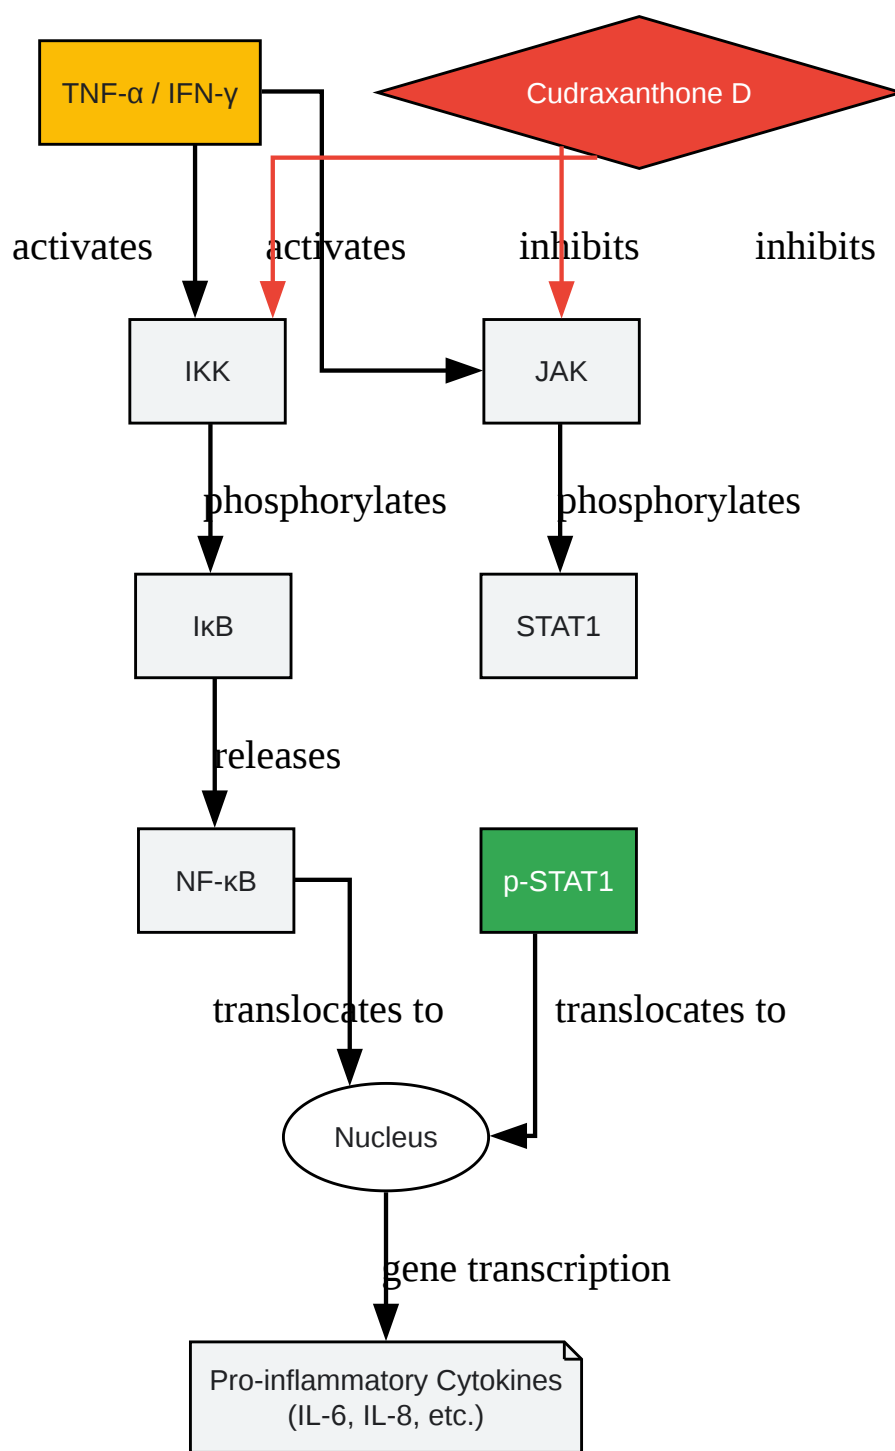 TNF-α / IFN-γ
Cudraxanthone D
activates
activates
inhibits
inhibits
IKK
JAK
phosphorylates
phosphorylates
IκB
STAT1
releases
NF-κB
p-STAT1
translocates to
translocates to
Nucleus
gene transcription
Pro-inflammatory Cytokines
(IL-6, IL-8, etc.)